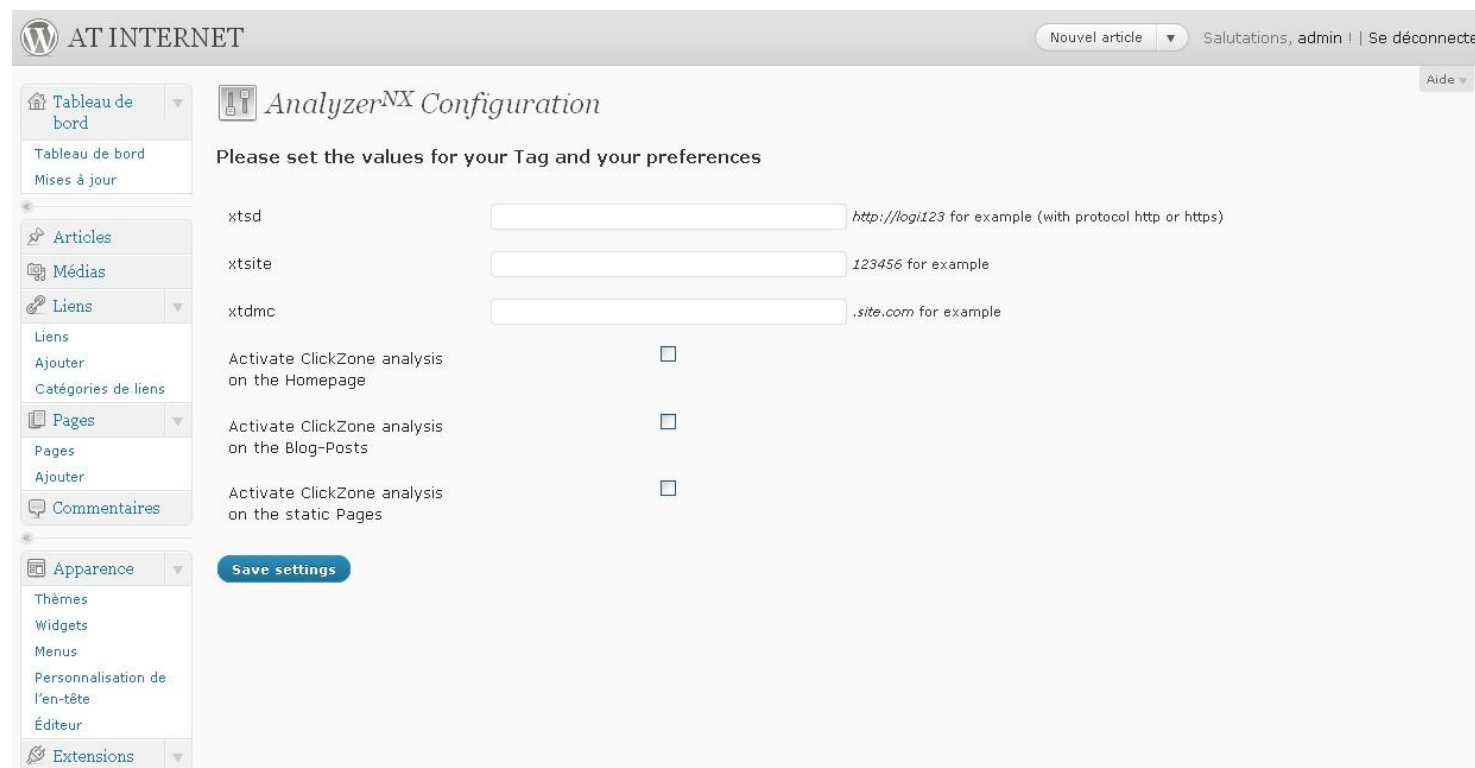 AT INTERNET
Nouvel article
Salutations, admin ! | Se déconnecte
Aide
Tableau de
bord
Tableau de bord
Mises à jour
Articles
Médias
Liens
Liens
Ajouter
Catégories de liens
Pages
Pages
Ajouter
Commentaires
Apparence
Thèmes
Widgets
Menus
Personnalisation de
l'en-tête
Éditeur
Extensions
AnalyzerNX Configuration
Please set the values for your Tag and your preferences
xtsd http://logi123 for example (with protocol http or https)
xtsite 123456 for example
xtdmc .site.com for example
Activate ClickZone analysis
on the Homepage
Activate ClickZone analysis
on the Blog-Posts
Activate ClickZone analysis
on the static Pages
Save settings